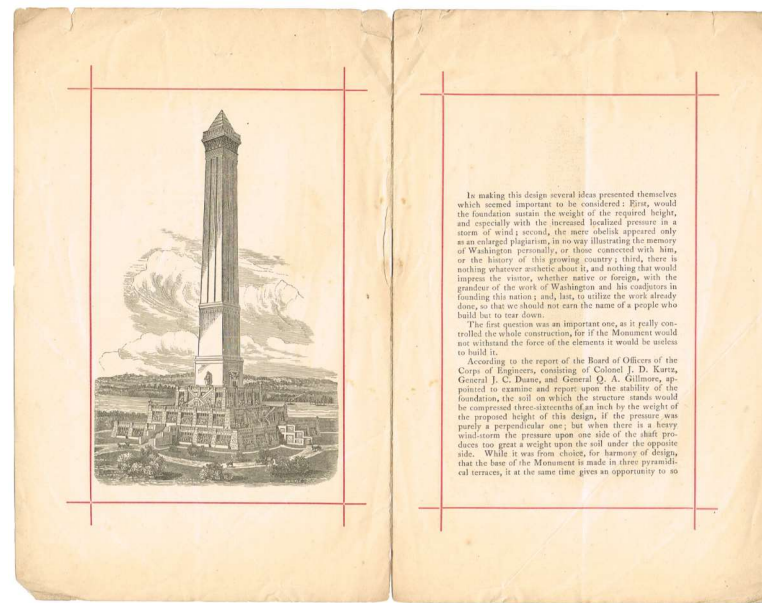 In making this design several ideas presented themselves
which seemed important to be considered: First, would
the foundation sustain the weight of the required height,
and especially with the increased localized pressure in a
storm of wind; second, the mere obelisk appeared only
as an enlarged plagiarism, in no way illustrating the memory
of Washington personally, or those connected with him,
or the history of this growing country; third, there is
nothing whatever æsthetic about it, and nothing that would
impress the visitor, whether native or foreign, with the
grandeur of the work of Washington and his coadjutors in
founding this nation; and, last, to utilize the work already
done, so that we should not earn the name of a people who
build but to tear down.
The first question was an important one, as it really con-
trolled the whole construction, for if the Monument would
not withstand the force of the elements it would be useless
to build it.
According to the report of the Board of Officers of the
Corps of Engineers, consisting of Colonel J. D. Kurtz,
General J. C. Duane, and General Q. A. Gillmore, ap-
pointed to examine and report upon the stability of the
foundation, the soil on which the structure stands would
be compressed three-sixteenths of an inch by the weight of
the proposed height of this design, if the pressure was
purely a perpendicular one; but when there is a heavy
wind-storm the pressure upon one side of the shaft pro-
duces too great a weight upon the soil under the opposite
side. While it was from choice, for harmony of design,
that the base of the Monument is made in three pyramidi-
cal terraces, it at the same time gives an opportunity to so